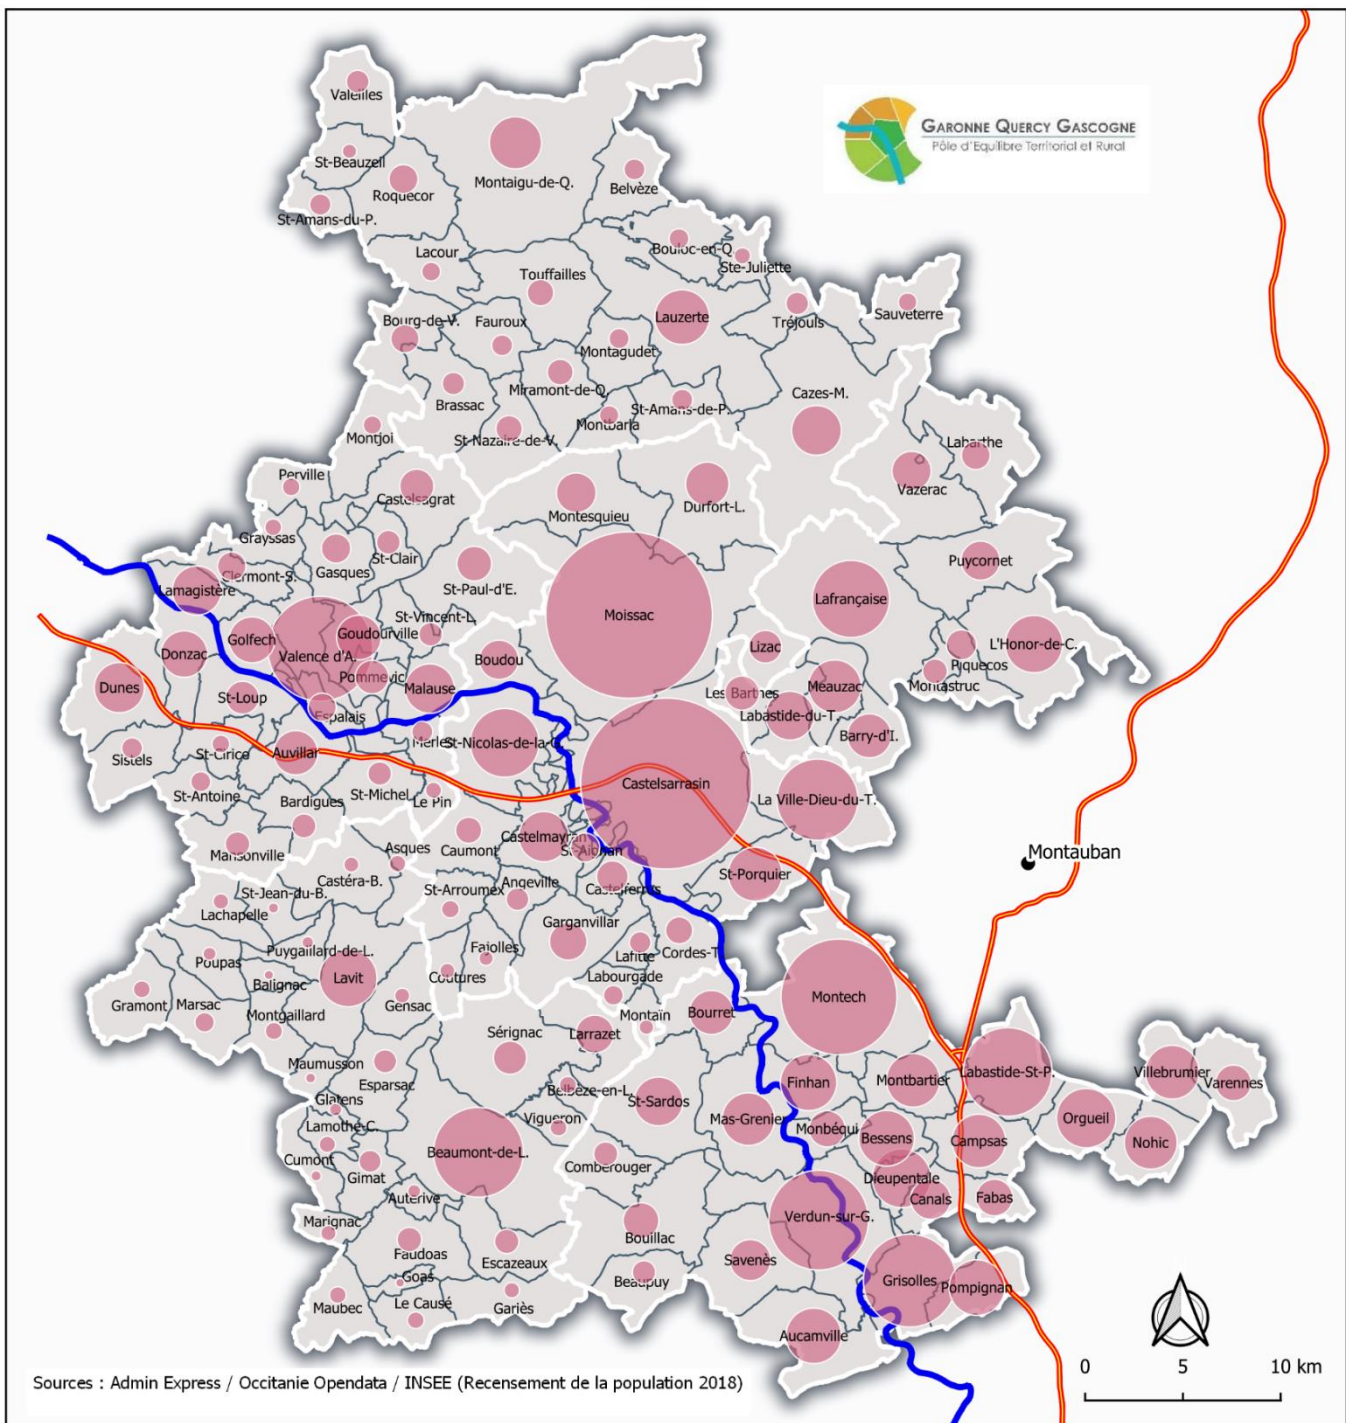 Valeilles
GARONNE QUERCY GASCOGNE
Pôle d'Equilibre Territorial et Rural
St-Beauzeil
Montaigu-de-Q.
Belvèze
Roquecor
St-Amans-du-P.
Bouloc-en-Q.
Lacour
Ste-Juliette
Touffailles
Sauveterre
Lauzerte
Tréjouls
Bourg-de-V.
Fauroux
Montagudet
Miramont-de-Q.
Cazes-M.
Brassac
St-Amans-de-P.
Montbarla
Montjoi
St-Nazaire-de-V.
Labarthe
Perville
Castelsagrat
Vazerac
Montesquieu
Durfort-L.
Grayssas
St-Clair
Gasques
Puycornet
Clermont-S.
Lamagistère
St-Paul-d'E.
Lafrançaise
Moissac
St-Vincent-L.
Golfech
Goudourville
L'Honor-de-C.
Donzac
Valence d'A.
Boudou
Lizac
Piquecos
Pommevic
Montastruc
Dunes
Malause
Meauzac
Les Barthes
St-Loup
Espalais
Labastide-du-T.
Barry-d'I.
Merles
St-Nicolas-de-la-G.
St-Cirice
Auvillar
Sistels
Castelsarrasin
St-Antoine
St-Michel
Le Pin
La Ville-Dieu-du-T.
Bardigues
Castelmayran
Mansonville
Asques
Caumont
St-Aignan
Montauban
Castéra-B.
St-Porquier
St-Jean-du-B.
St-Arroumex
Angeville
Castelferrus
Lachapelle
Garganvillar
Puygaillard-de-L.
Fajolles
Lafitte
Cordes-T.
Poupas
Coutures
Lavit
Balignac
Labourgade
Gramont
Marsac
Gensac
Montech
Montgaillard
Montaïn
Bourret
Sérignac
Larrazet
Maumusson
Esparsac
Labastide-St-P.
Villebrumier
Finhan
Montbartier
Varennes
Belbèze-en-L.
Glatens
St-Sardos
Lamothe-C.
Vigueron
Mas-Grenier
Orgueil
Monbéqui
Bessens
Campsas
Nohic
Beaumont-de-L.
Cumont
Comberouger
Gimat
Dieupentale
Auterive
Canals
Fabas
Marignac
Verdun-sur-G.
Bouillac
Faudoas
Escazeaux
Savenès
Goas
Beaupuy
Grisolles
Pompignan
Maubec
Le Causé
Gariès
Aucamville
0 5 10 km
Sources : Admin Express / Occitanie Opendata / INSEE (Recensement de la population 2018)